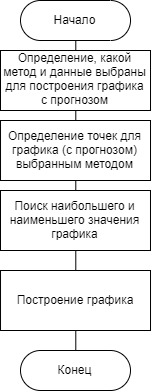 Начало
Определение, какой
метод и данные выбраны
для построения графика
с прогнозом
Определение точек для
графика (с прогнозом)
выбранным методом
Поиск наибольшего и
наименьшего значения
графика
Построение графика
Конец